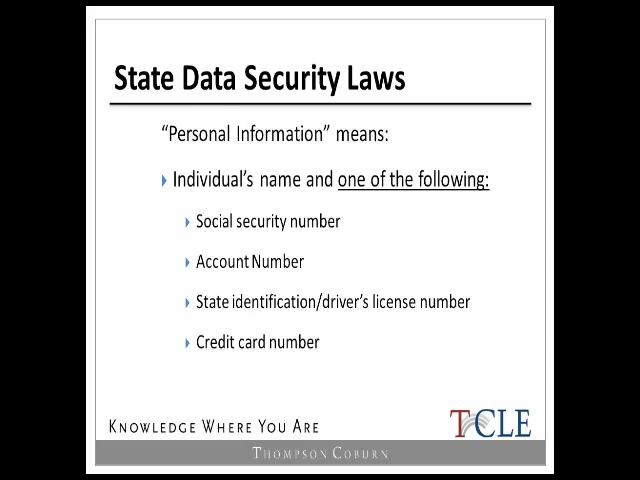 State Data Security Laws
“Personal Information” means:
Individual’s name and one of the following:
Social security number
Account Number
State identification/driver’s license number
Credit card number
KNOWLEDGE WHERE YOU ARE
TCCLE
THOMPSON COBURN